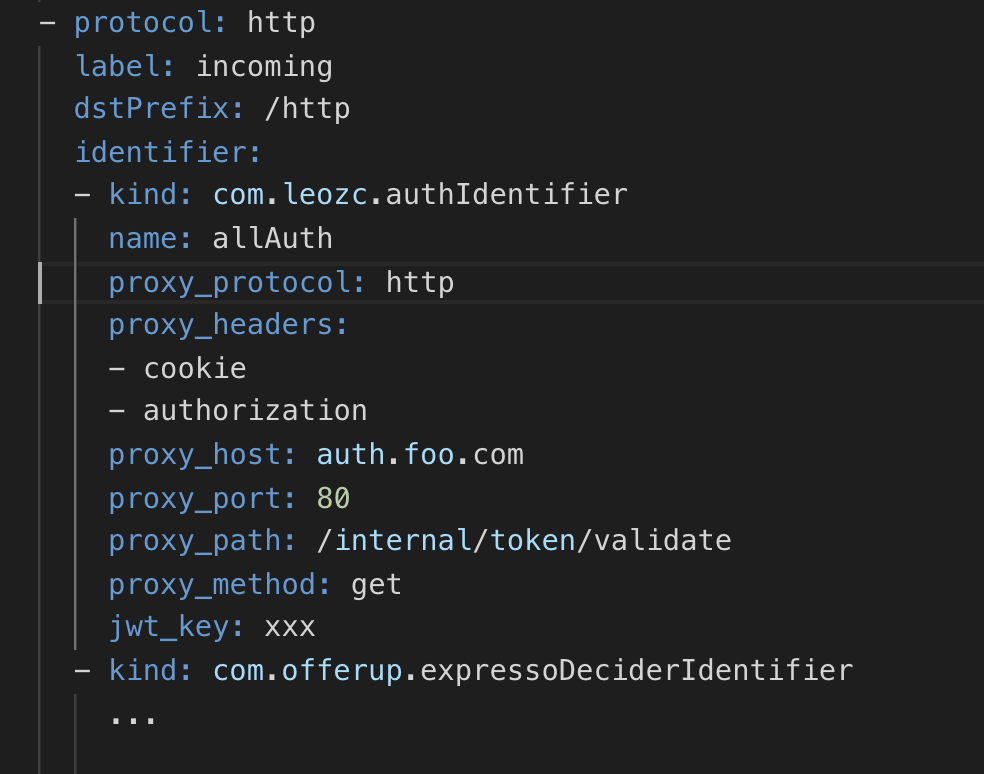 - protocol: http
label: incoming
dstPrefix: /http
identifier:
- kind: com.leozc.authIdentifier
name: allAuth
proxy_protocol: http
proxy_headers:
- cookie
- authorization
proxy_host: auth.foo.com
proxy_port: 80
proxy_path: /internal/token/validate
proxy_method: get
jwt_key: xxx
- kind: com.offerup.expressoDeciderIdentifier
...